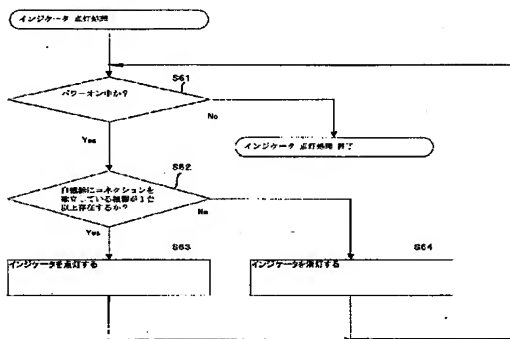 インジケータ 点灯処理
S61
パワーオン中か?
No
Yes
インジケータ 点灯処理 終了
S62
自機器にコネクションを
確立している機器が1台
以上存在するか?
No
Yes
S63
S64
インジケータを点灯する
インジケータを消灯する